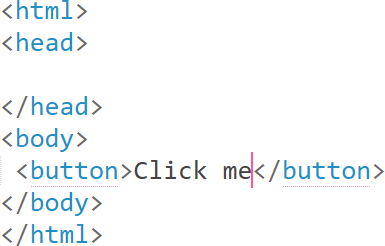 <html>
<head>
</head>
<body>
<button>Click me</button>
</body>
</html>